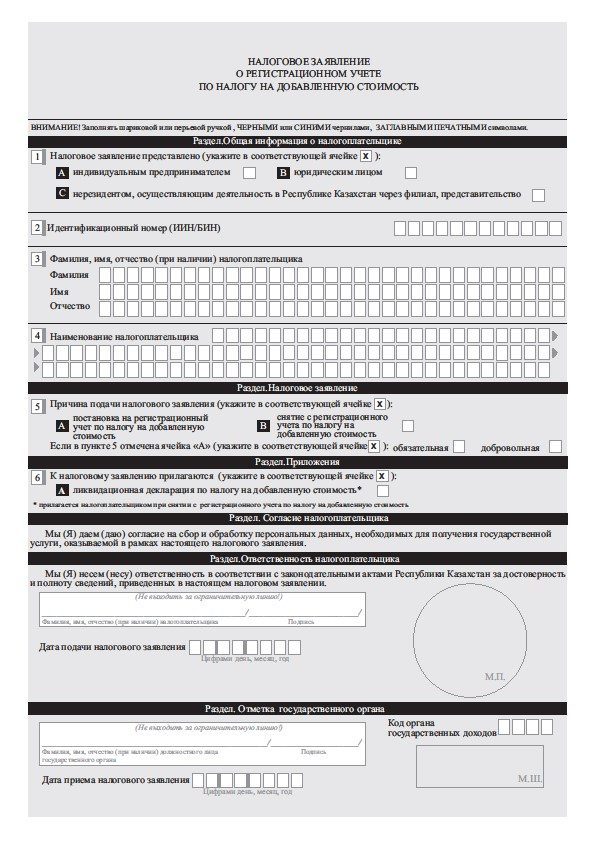 НАЛОГОВОЕ ЗАЯВЛЕНИЕ
О РЕГИСТРАЦИОННОМ УЧЕТЕ
ПО НАЛОГУ НА ДОБАВЛЕННУЮ СТОИМОСТЬ
ВНИМАНИЕ! Заполнять шариковой или перьевой ручкой , ЧЕРНЫМИ или СИНИМИ чернилами, ЗАГЛАВНЫМИ ПЕЧАТНЫМИ символами.
Раздел.Общая информация о налогоплательщике
1 Налоговое заявление представлено (укажите в соответствующей ячейке X ):
A индивидуальным предпринимателем B юридическим лицом
C нерезидентом, осуществляющим деятельность в Республике Казахстан через филиал, представительство
2 Идентификационный номер (ИИН/БИН)
3 Фамилия, имя, отчество (при наличии) налогоплательщика
Фамилия
Имя
Отчество
4 Наименование налогоплательщика
Раздел.Налоговое заявление
5 Причина подачи налогового заявления (укажите в соответствующей ячейке X ):
A постановка на регистрационный учет по налогу на добавленную стоимость B снятие с регистрационного учета по налогу на добавленную стоимость
Если в пункте 5 отмечена ячейка «А» (укажите в соответствующей ячейке X ): обязательная добровольная
Раздел.Приложения
6 К налоговому заявлению прилагаются (укажите в соответствующей ячейке X ):
A ликвидационная декларация по налогу на добавленную стоимость*
* прилагается налогоплательщиком при снятии с регистрационного учета по налогу на добавленную стоимость
Раздел. Согласие налогоплательщика
Мы (Я) даем (даю) согласие на сбор и обработку персональных данных, необходимых для получения государственной
услуги, оказываемой в рамках настоящего налогового заявления.
Раздел.Ответственность налогоплательщика
Мы (Я) несем (несу) ответственность в соответствии с законодательными актами Республики Казахстан за достоверность
и полноту сведений, приведенных в настоящем налоговом заявлении.
(Не выходить за ограничительную линию!)
/ /
Фамилия, имя, отчество (при наличии) налогоплательщика Подпись
Дата подачи налогового заявления
Цифрами день, месяц, год
М.П.
Раздел. Отметка государственного органа
(Не выходить за ограничительную линию!)
/ /
Фамилия, имя, отчество (при наличии) должностного лица Подпись
государственного органа
Код органа
государственных доходов
Дата приема налогового заявления
Цифрами день, месяц, год
М.Ш.